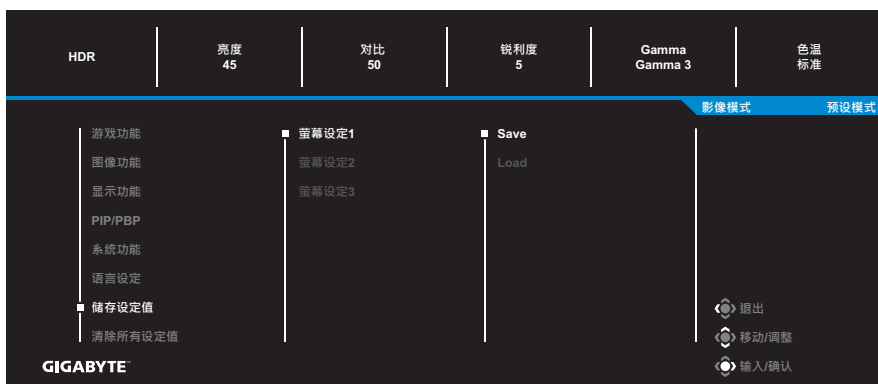 HDR
亮度
45
对比
50
锐利度
5
Gamma
Gamma 3
色温
标准
影像模式 预设模式
游戏功能
图像功能
显示功能
PIP/PBP
系统功能
语言设定
储存设定值
清除所有设定值
萤幕设定1
萤幕设定2
萤幕设定3
Save
Load
退出
移动/调整
输入/确认
GIGABYTE™